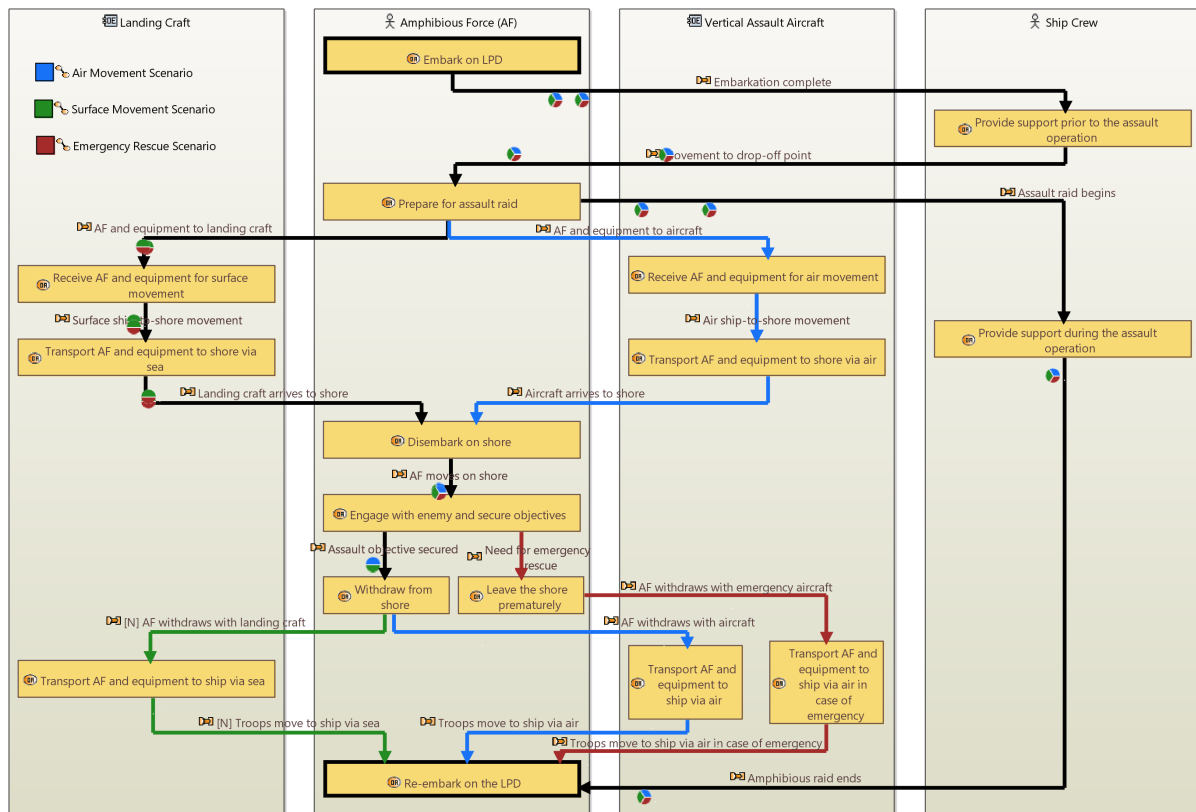 Landing Craft
Amphibious Force (AF)
Vertical Assault Aircraft
Ship Crew
Air Movement Scenario
Surface Movement Scenario
Emergency Rescue Scenario
Embark on LPD
Embarkation complete
Provide support prior to the assault
operation
ovement to drop-off point
Prepare for assault raid
Assault raid begins
AF and equipment to landing craft
AF and equipment to aircraft
Receive AF and equipment for surface
movement
Receive AF and equipment for air movement
Surface ship-to-shore movement
Air ship-to-shore movement
Provide support during the assault
operation
Transport AF and equipment to shore via
sea
Transport AF and equipment to shore via air
Landing craft arrives to shore
Aircraft arrives to shore
Disembark on shore
AF moves on shore
Engage with enemy and secure objectives
Assault objective secured
Need for emergency
rescue
Withdraw from
shore
Leave the shore
prematurely
AF withdraws with emergency aircraft
[N] AF withdraws with landing craft
AF withdraws with aircraft
Transport AF and equipment to ship via sea
Transport AF and
equipment to
ship via air
Transport AF and
equipment to
ship via air in
case of
emergency
[N] Troops move to ship via sea
Troops move to ship via air
Troops move to ship via air in case of emergency
Re-embark on the LPD
Amphibious raid ends